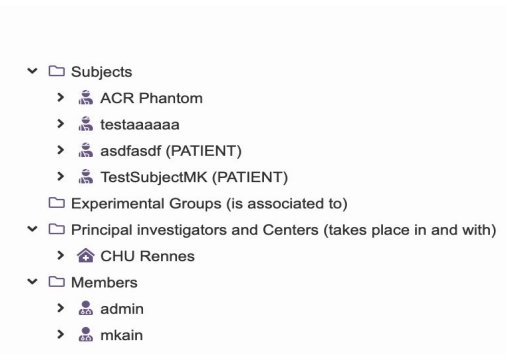 Subjects
ACR Phantom
testaaaaaa
asdfasdf (PATIENT)
TestSubjectMK (PATIENT)
Experimental Groups (is associated to)
Principal investigators and Centers (takes place in and with)
CHU Rennes
Members
admin
mkain